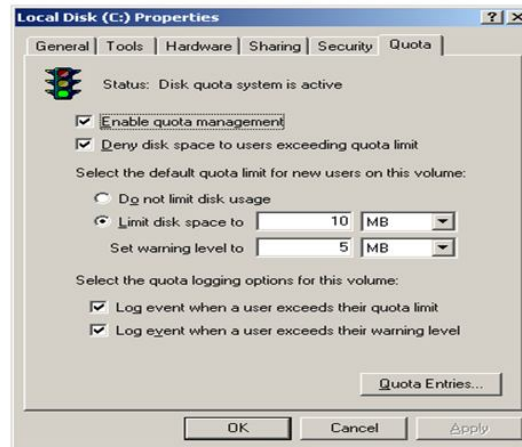 Local Disk (C:) Properties
General Tools Hardware Sharing Security Quota
Status: Disk quota system is active
Enable quota management
Deny disk space to users exceeding quota limit
Select the default quota limit for new users on this volume:
Do not limit disk usage
Limit disk space to 10 MB
Set warning level to 5 MB
Select the quota logging options for this volume:
Log event when a user exceeds their quota limit
Log event when a user exceeds their warning level
Quota Entries...
OK Cancel Apply